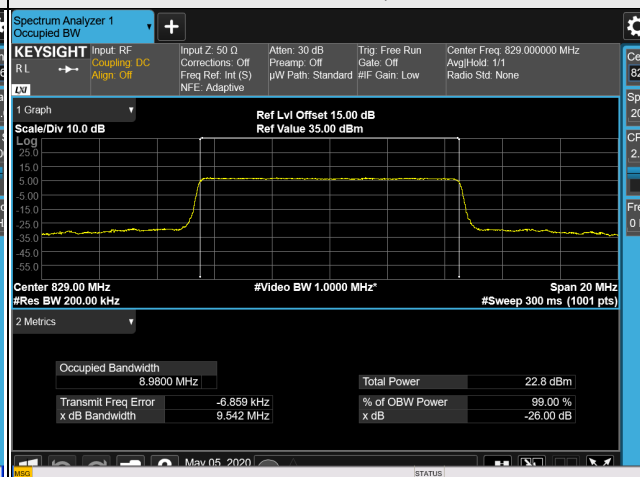 Spectrum Analyzer 1
Occupied BW
+
KEYSIGHT Input: RF Input Z: 50 Ω Atten: 30 dB Trig: Free Run Center Freq: 829.000000 MHz
R L Coupling: DC Corrections: Off Preamp: Off Gate: Off Avg|Hold: 1/1
Align: Off Freq Ref: Int (S) µW Path: Standard #IF Gain: Low Radio Std: None
LXI NFE: Adaptive
1 Graph
Ref Lvl Offset 15.00 dB
Scale/Div 10.0 dB Ref Value 35.00 dBm
Log
25.0
15.0
5.00
-5.00
-15.0
-25.0
-35.0
-45.0
-55.0
Center 829.00 MHz #Video BW 1.0000 MHz* Span 20 MHz
#Res BW 200.00 kHz #Sweep 300 ms (1001 pts)
2 Metrics
Occupied Bandwidth
8.9800 MHz Total Power 22.8 dBm
Transmit Freq Error -6.859 kHz % of OBW Power 99.00 %
x dB Bandwidth 9.542 MHz x dB -26.00 dB
May 05, 2020
MSG STATUS